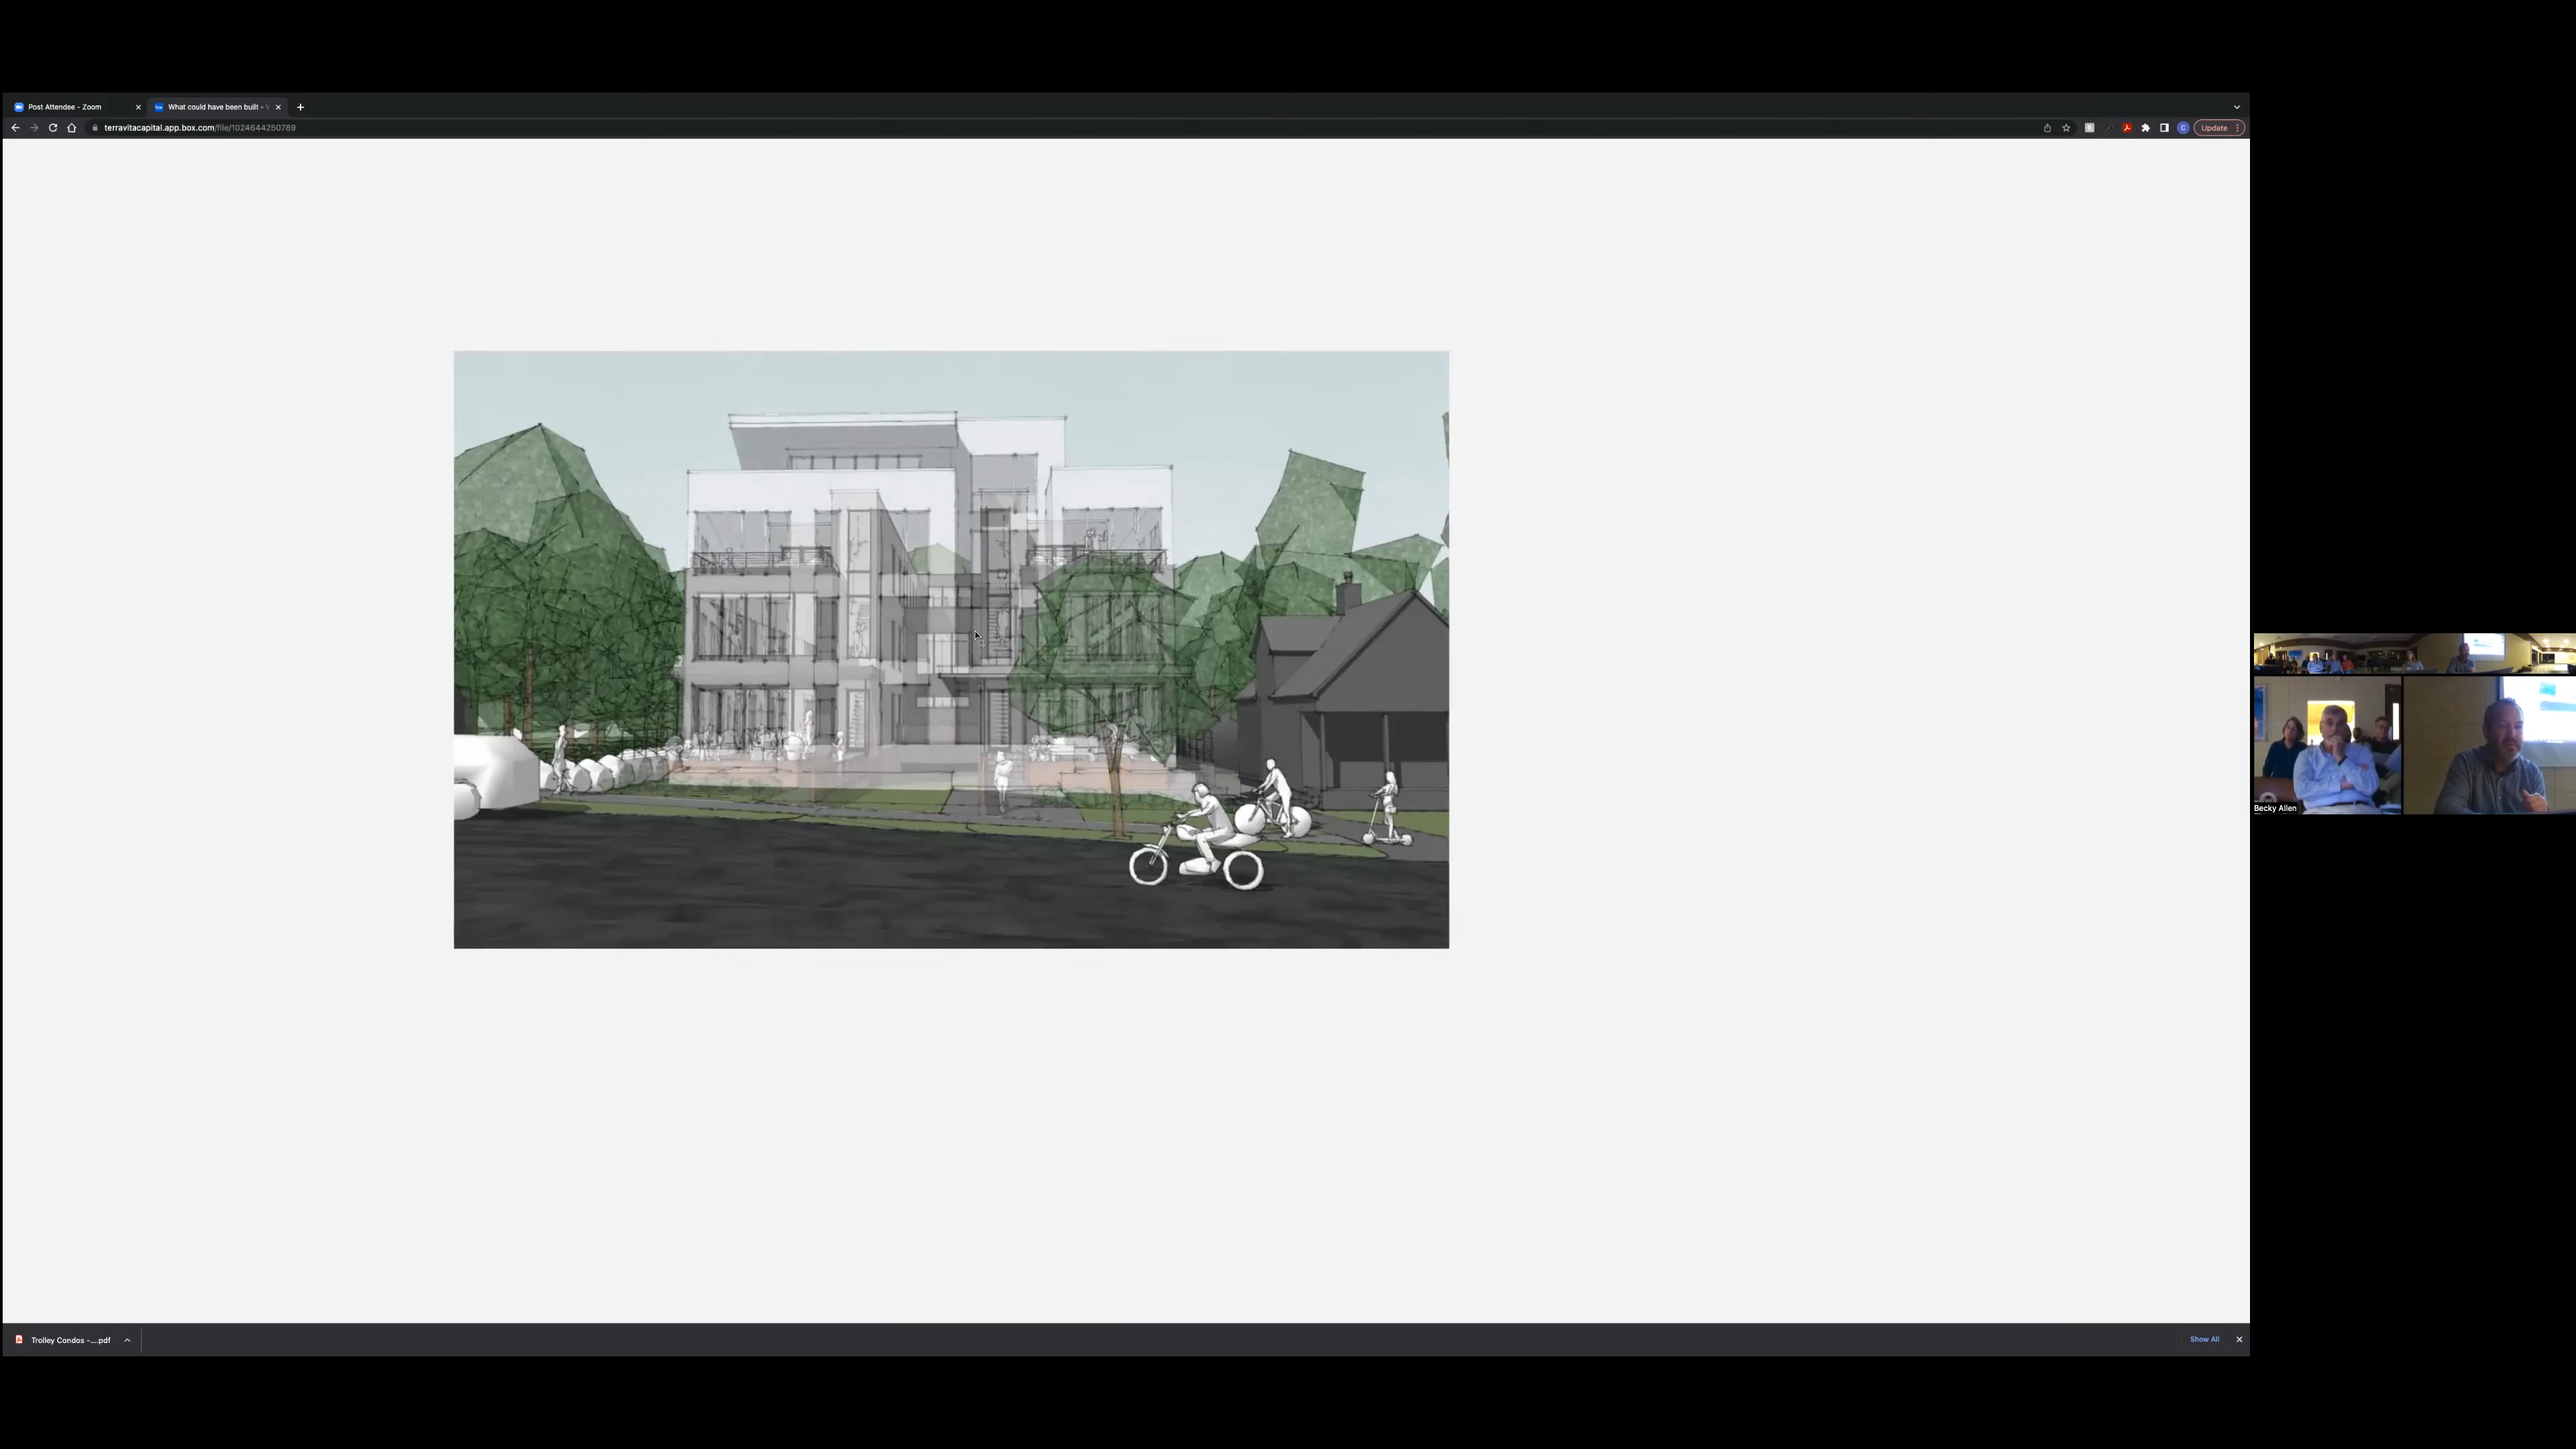 Post Attendee - Zoom
What could have been built -
terravitacapital.app.box.com/file/1024644250789
Update
Becky Allen
Trolley Condos -....pdf
Show All